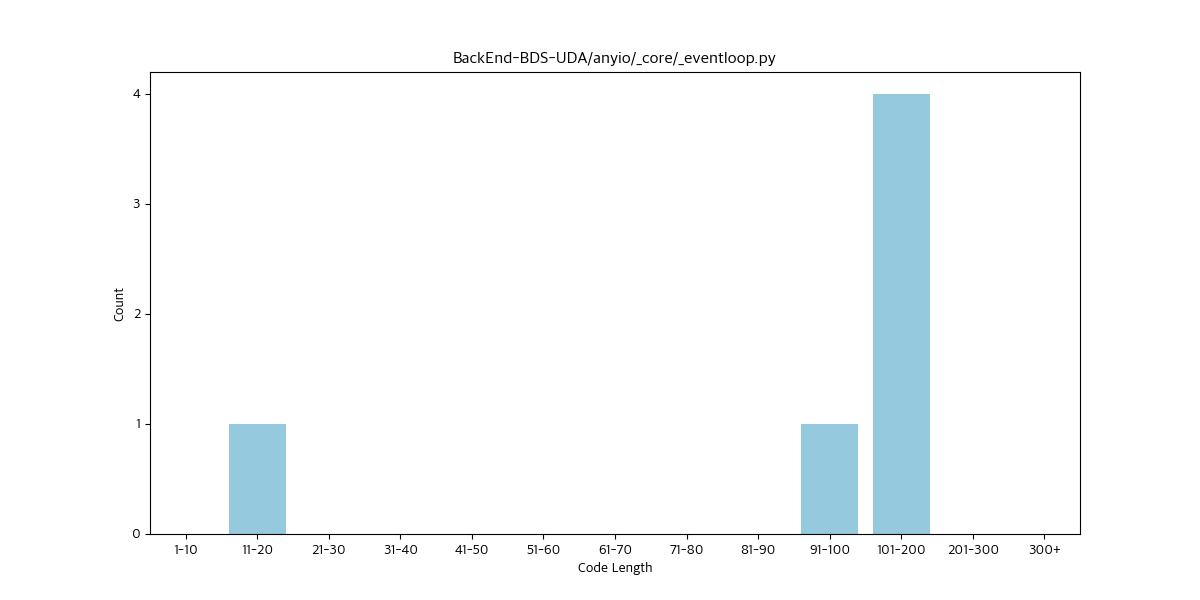 BackEnd-BDS-UDA/anyio/_core/_eventloop.py
4
3
2
1
0
Count
1-10 11-20 21-30 31-40 41-50 51-60 61-70 71-80 81-90 91-100 101-200 201-300 300+
Code Length